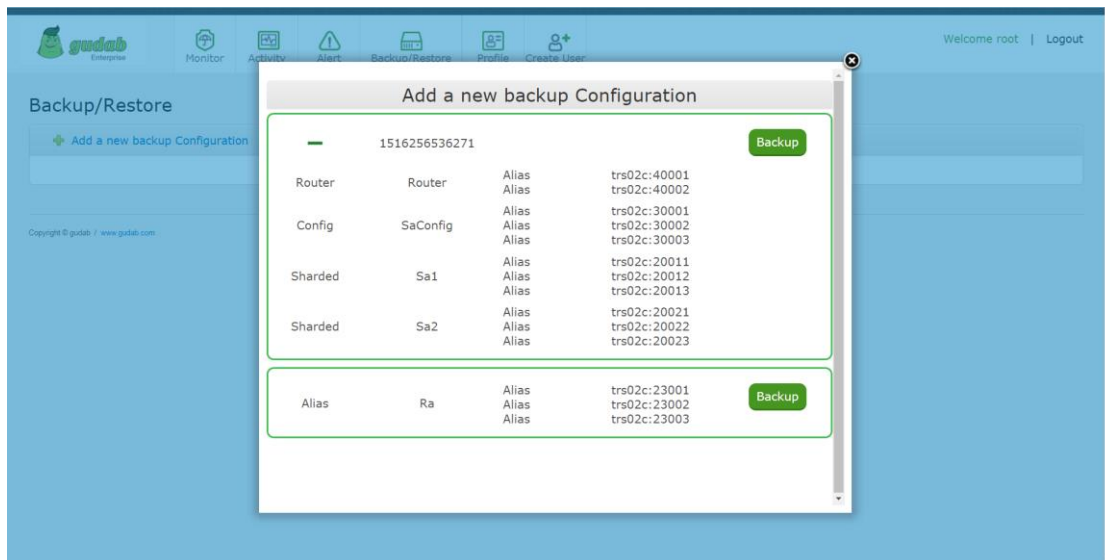 gudab
Enterprise
Monitor
Activity
Alert
Backup/Restore
Profile
Create User
Welcome root | Logout
Backup/Restore
Add a new backup Configuration
Copyright © gudab / www.gudab.com
Add a new backup Configuration
1516256536271 Backup
Router Router
Alias trs02c:40001
Alias trs02c:40002
Config SaConfig
Alias trs02c:30001
Alias trs02c:30002
Alias trs02c:30003
Sharded Sa1
Alias trs02c:20011
Alias trs02c:20012
Alias trs02c:20013
Sharded Sa2
Alias trs02c:20021
Alias trs02c:20022
Alias trs02c:20023
Alias Ra
Alias trs02c:23001
Alias trs02c:23002
Alias trs02c:23003
Backup